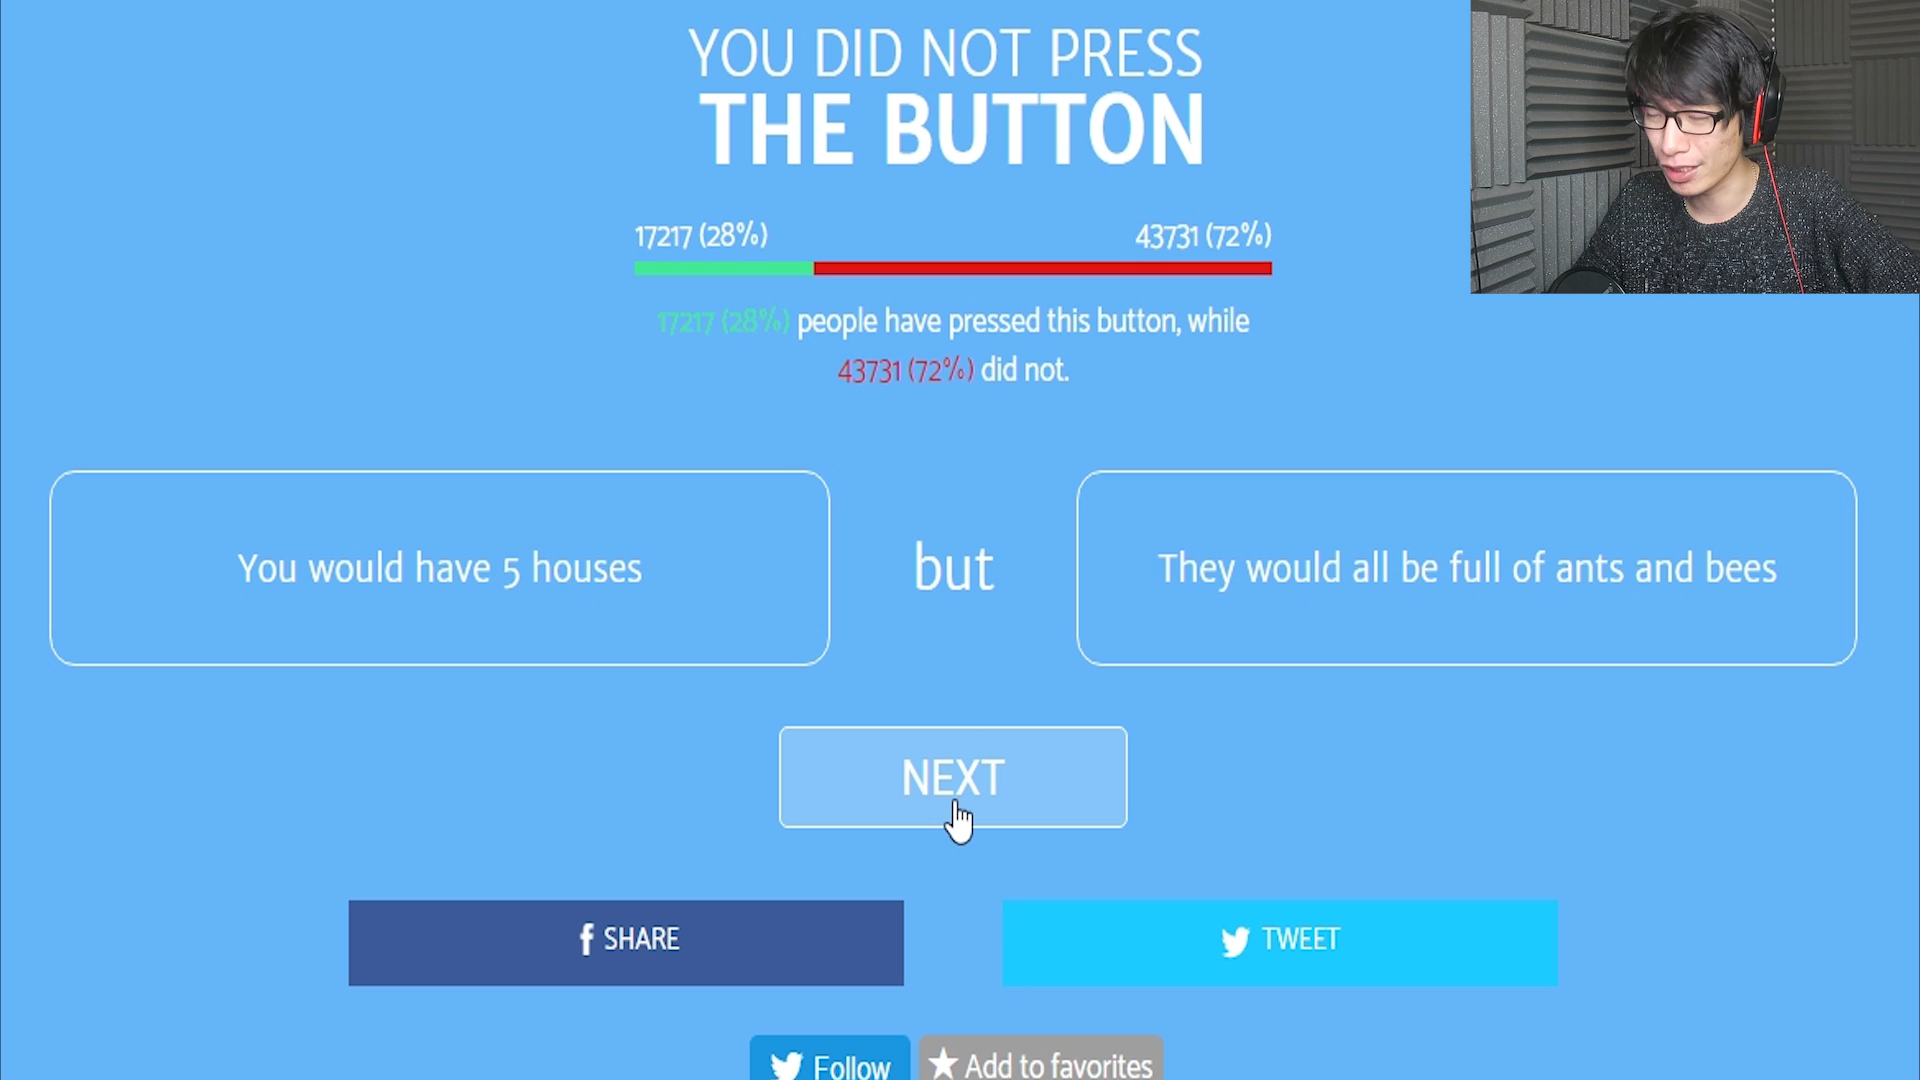 YOU DID NOT PRESS
THE BUTTON
17217 (28%)
43731 (72%)
17217 (28%) people have pressed this button, while
43731 (72%) did not.
You would have 5 houses
but
They would all be full of ants and bees
NEXT
f SHARE
TWEET
Follow
Add to favorites